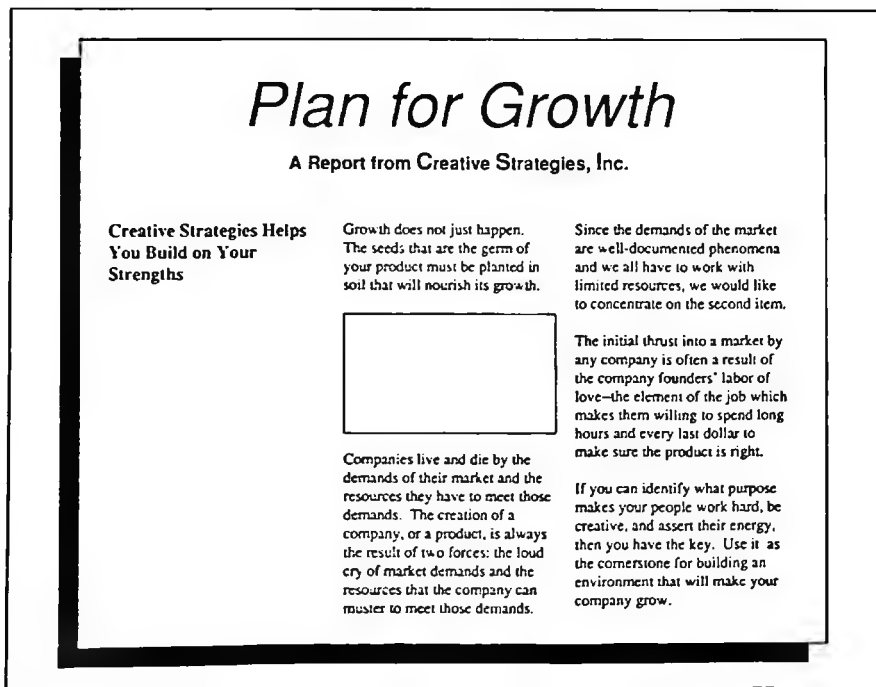 Plan for Growth
A Report from Creative Strategies, Inc.
Creative Strategies Helps
You Build on Your
Strengths
Growth does not just happen.
The seeds that are the germ of
your product must be planted in
soil that will nourish its growth.
Companies live and die by the
demands of their market and the
resources they have to meet those
demands.  The creation of a
company, or a product, is always
the result of two forces: the loud
cry of market demands and the
resources that the company can
muster to meet those demands.
Since the demands of the market
are well-documented phenomena
and we all have to work with
limited resources, we would like
to concentrate on the second item.
The initial thrust into a market by
any company is often a result of
the company founders' labor of
love–the element of the job which
makes them willing to spend long
hours and every last dollar to
make sure the product is right.
If you can identify what purpose
makes your people work hard, be
creative, and assert their energy,
then you have the key.  Use it as
the cornerstone for building an
environment that will make your
company grow.